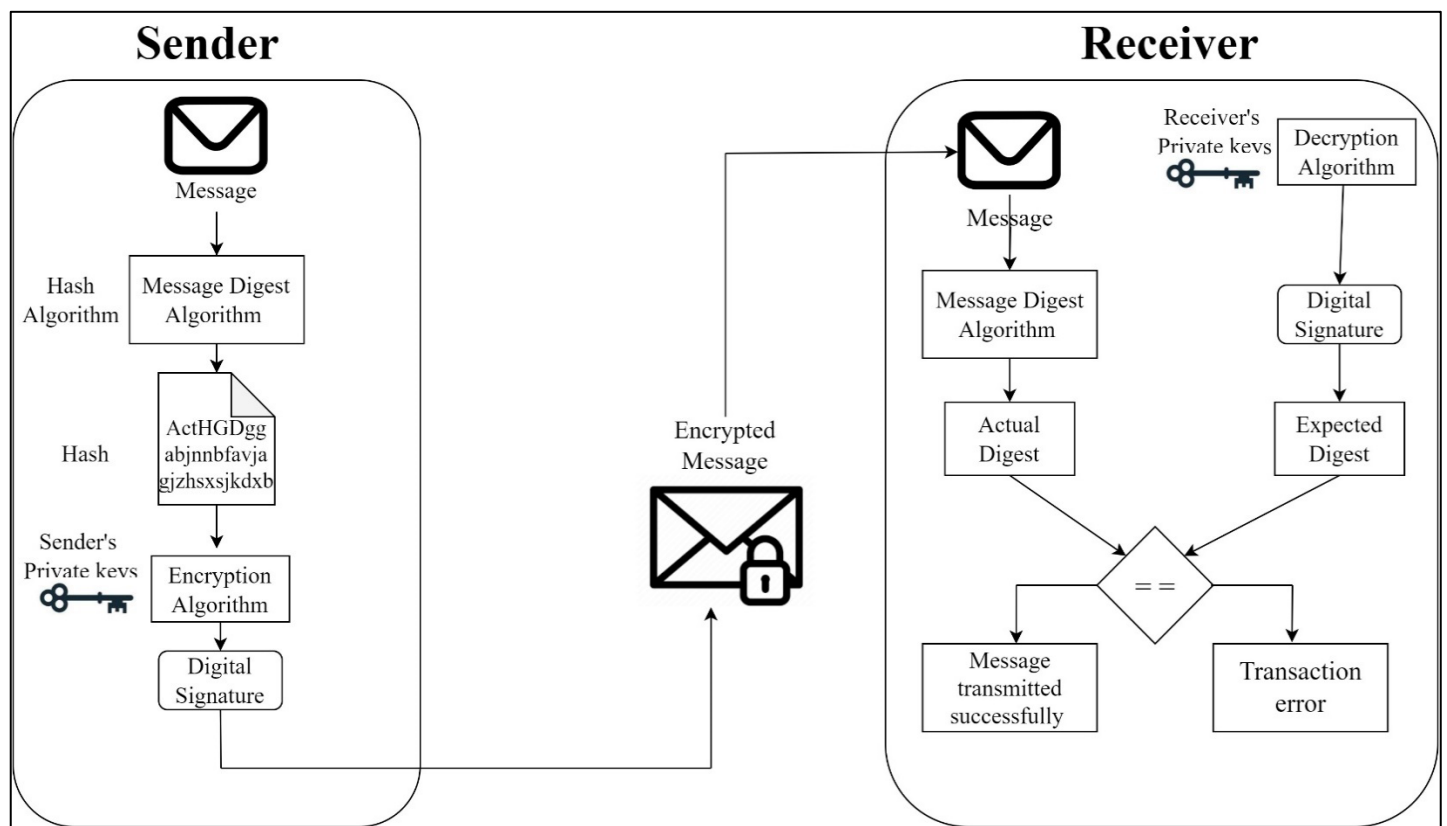 Sender
Message
Hash
Algorithm
Message Digest
Algorithm
Hash
ActHGDgg
abjnnbfavja
gjzhsxsjkdxb
Sender's
Private keys
Encryption
Algorithm
Digital
Signature
Encrypted
Message
Receiver
Message
Receiver's
Private keys
Decryption
Algorithm
Message Digest
Algorithm
Digital
Signature
Actual
Digest
Expected
Digest
= =
Message
transmitted
successfully
Transaction
error